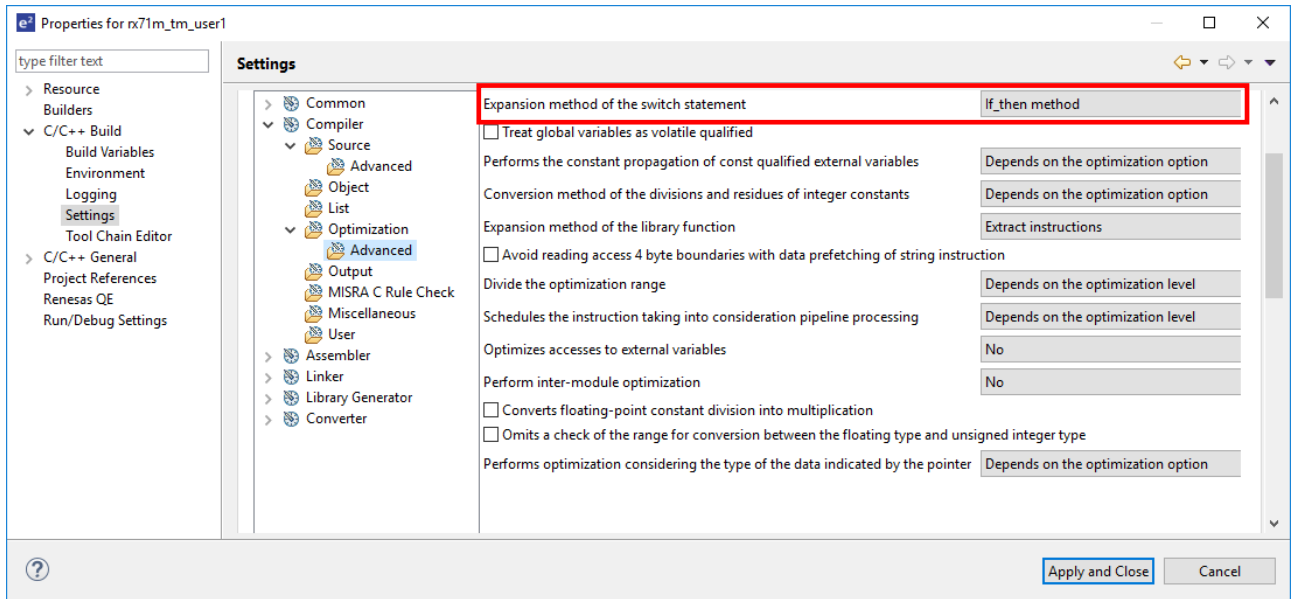 e² Properties for rx71m_tm_user1
type filter text
Resource
Builders
C/C++ Build
Build Variables
Environment
Logging
Settings
Tool Chain Editor
C/C++ General
Project References
Renesas QE
Run/Debug Settings
Settings
Common
Compiler
Source
Advanced
Object
List
Optimization
Advanced
Output
MISRA C Rule Check
Miscellaneous
User
Assembler
Linker
Library Generator
Converter
Expansion method of the switch statement If_then method
Treat global variables as volatile qualified
Performs the constant propagation of const qualified external variables Depends on the optimization option
Conversion method of the divisions and residues of integer constants Depends on the optimization option
Expansion method of the library function Extract instructions
Avoid reading access 4 byte boundaries with data prefetching of string instruction
Divide the optimization range Depends on the optimization level
Schedules the instruction taking into consideration pipeline processing Depends on the optimization level
Optimizes accesses to external variables No
Perform inter-module optimization No
Converts floating-point constant division into multiplication
Omits a check of the range for conversion between the floating type and unsigned integer type
Performs optimization considering the type of the data indicated by the pointer Depends on the optimization option
? Apply and Close Cancel